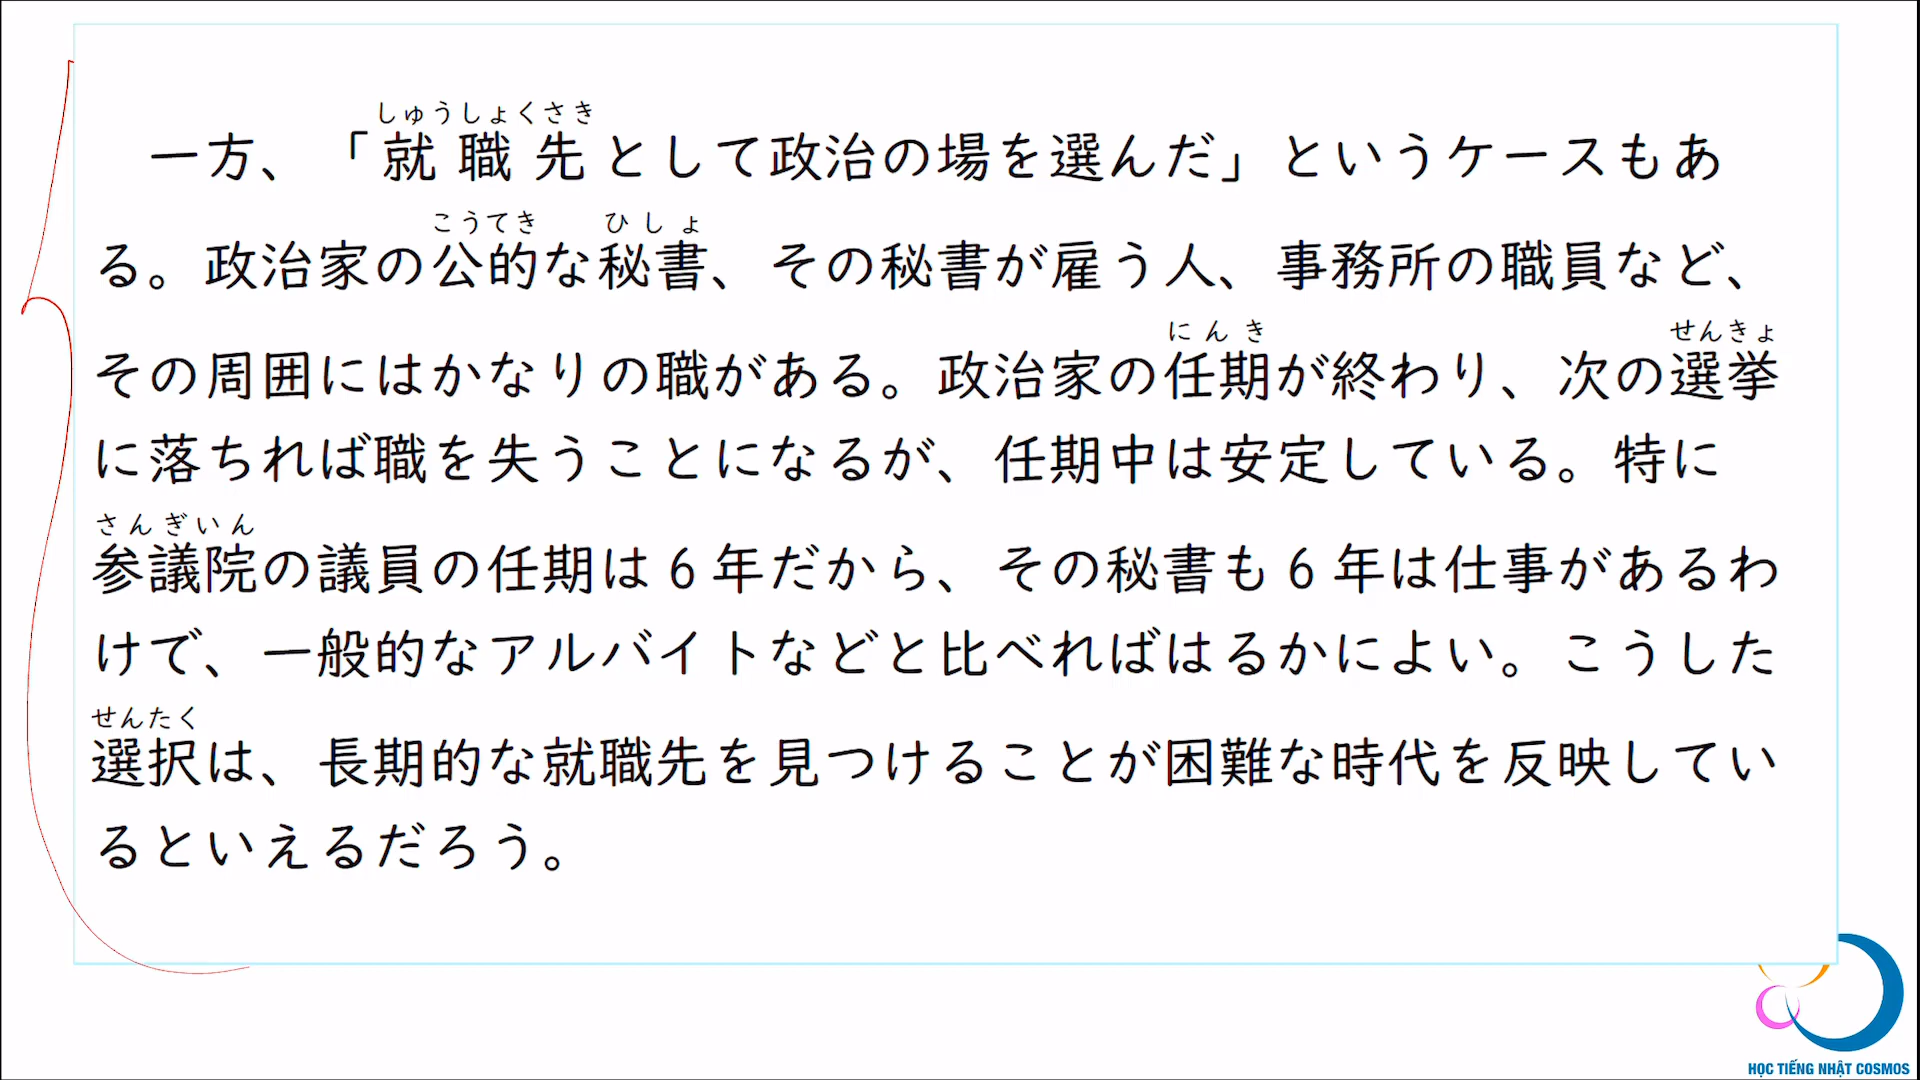 しゅうしょくさき
一方、「就職先として政治の場を選んだ」というケースもあ
こうてき ひしょ
る。政治家の公的な秘書、その秘書が雇う人、事務所の職員など、
にんき せんきょ
その周囲にはかなりの職がある。政治家の任期が終わり、次の選挙
に落ちれば職を失うことになるが、任期中は安定している。特に
さんぎいん
参議院の議員の任期は6年だから、その秘書も6年は仕事があるわ
けで、一般的なアルバイトなどと比べればはるかによい。こうした
せんたく
選択は、長期的な就職先を見つけることが困難な時代を反映してい
るといえるだろう。
HỌC TIẾNG NHẬT COSMOS